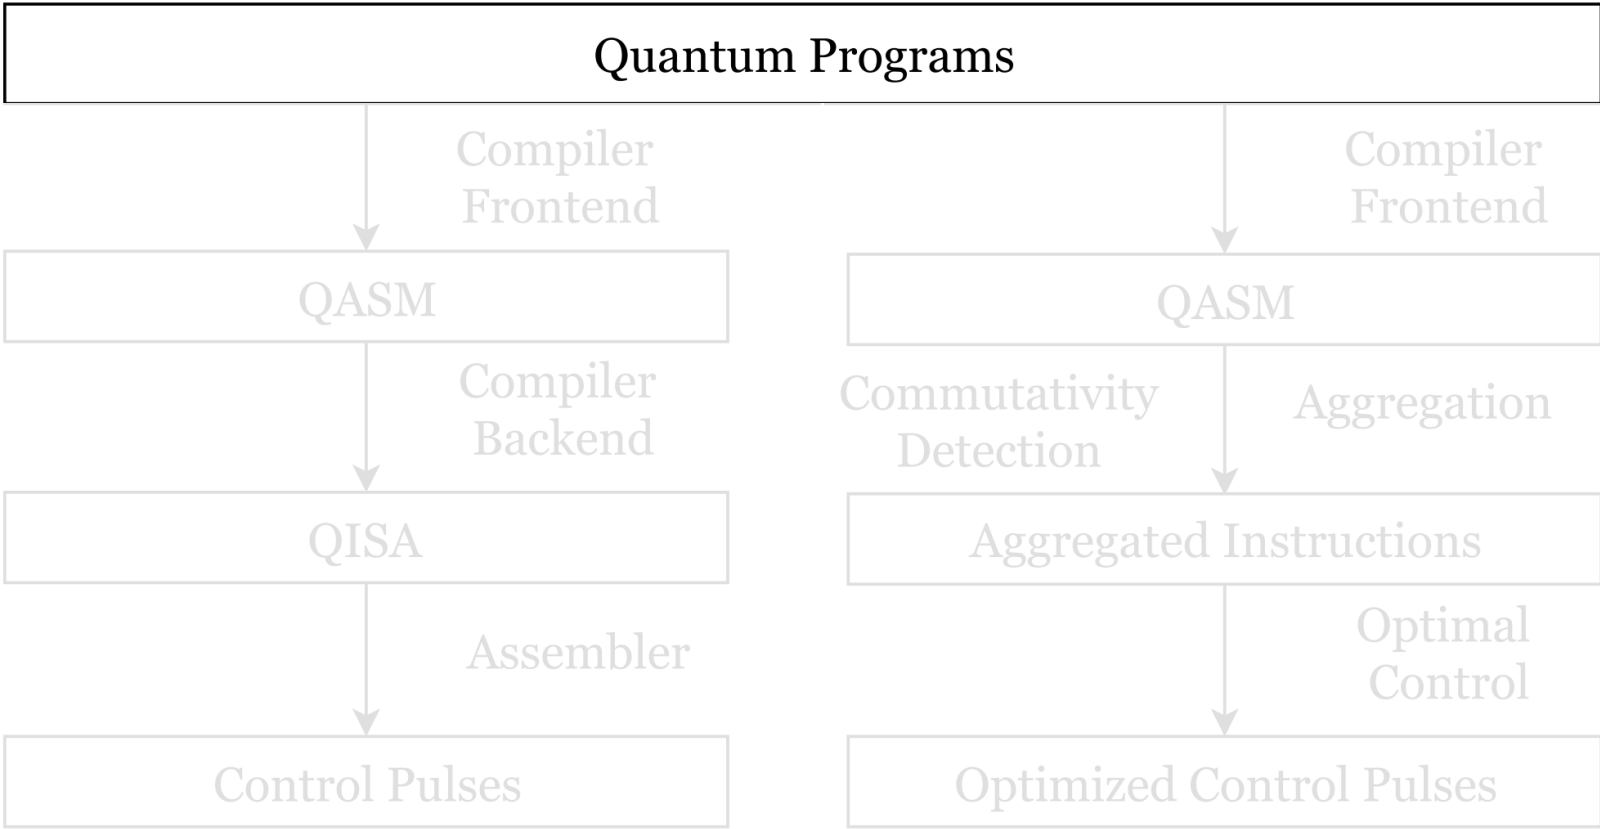 Quantum Programs
Compiler
Frontend
QASM
Compiler
Backend
QISA
Assembler
Control Pulses
Compiler
Frontend
QASM
Commutativity
Detection
Aggregation
Aggregated Instructions
Optimal
Control
Optimized Control Pulses